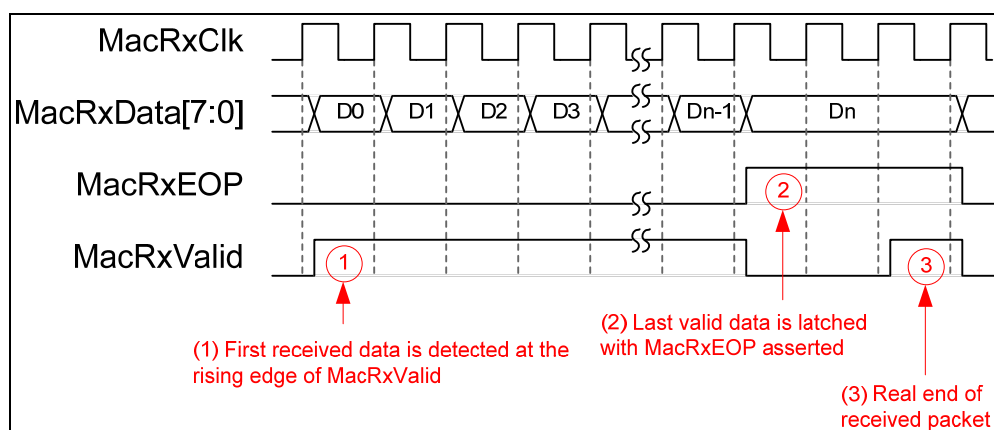 MacRxClk
MacRxData[7:0]
D0 D1 D2 D3 Dn-1 Dn
MacRxEOP
2
MacRxValid
1
3
(1) First received data is detected at the
rising edge of MacRxValid
(2) Last valid data is latched
with MacRxEOP asserted
(3) Real end of
received packet